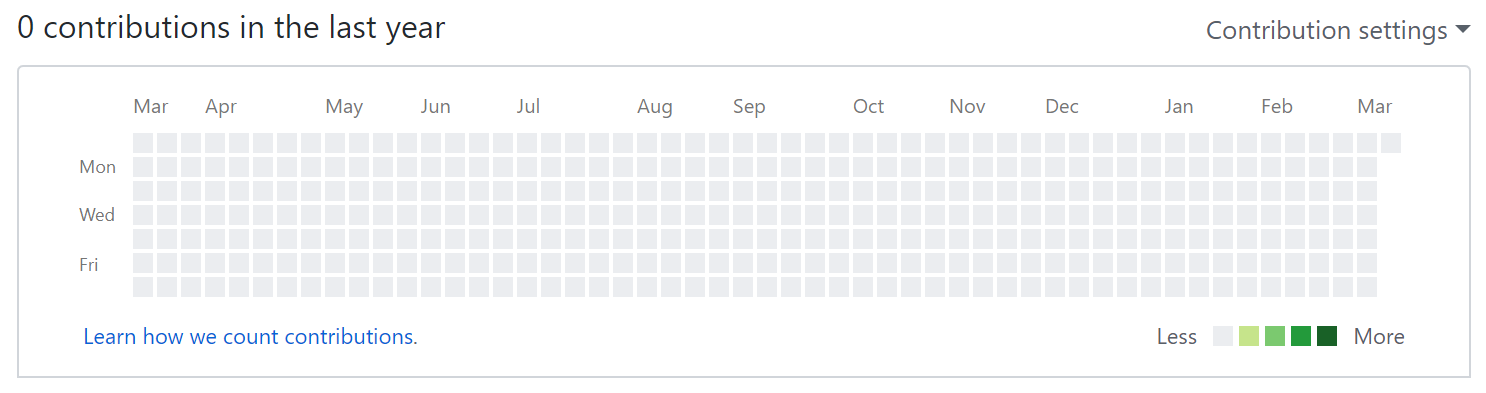 0 contributions in the last year
Contribution settings
Mar Apr May Jun Jul Aug Sep Oct Nov Dec Jan Feb Mar
Mon
Wed
Fri
Learn how we count contributions.
Less More